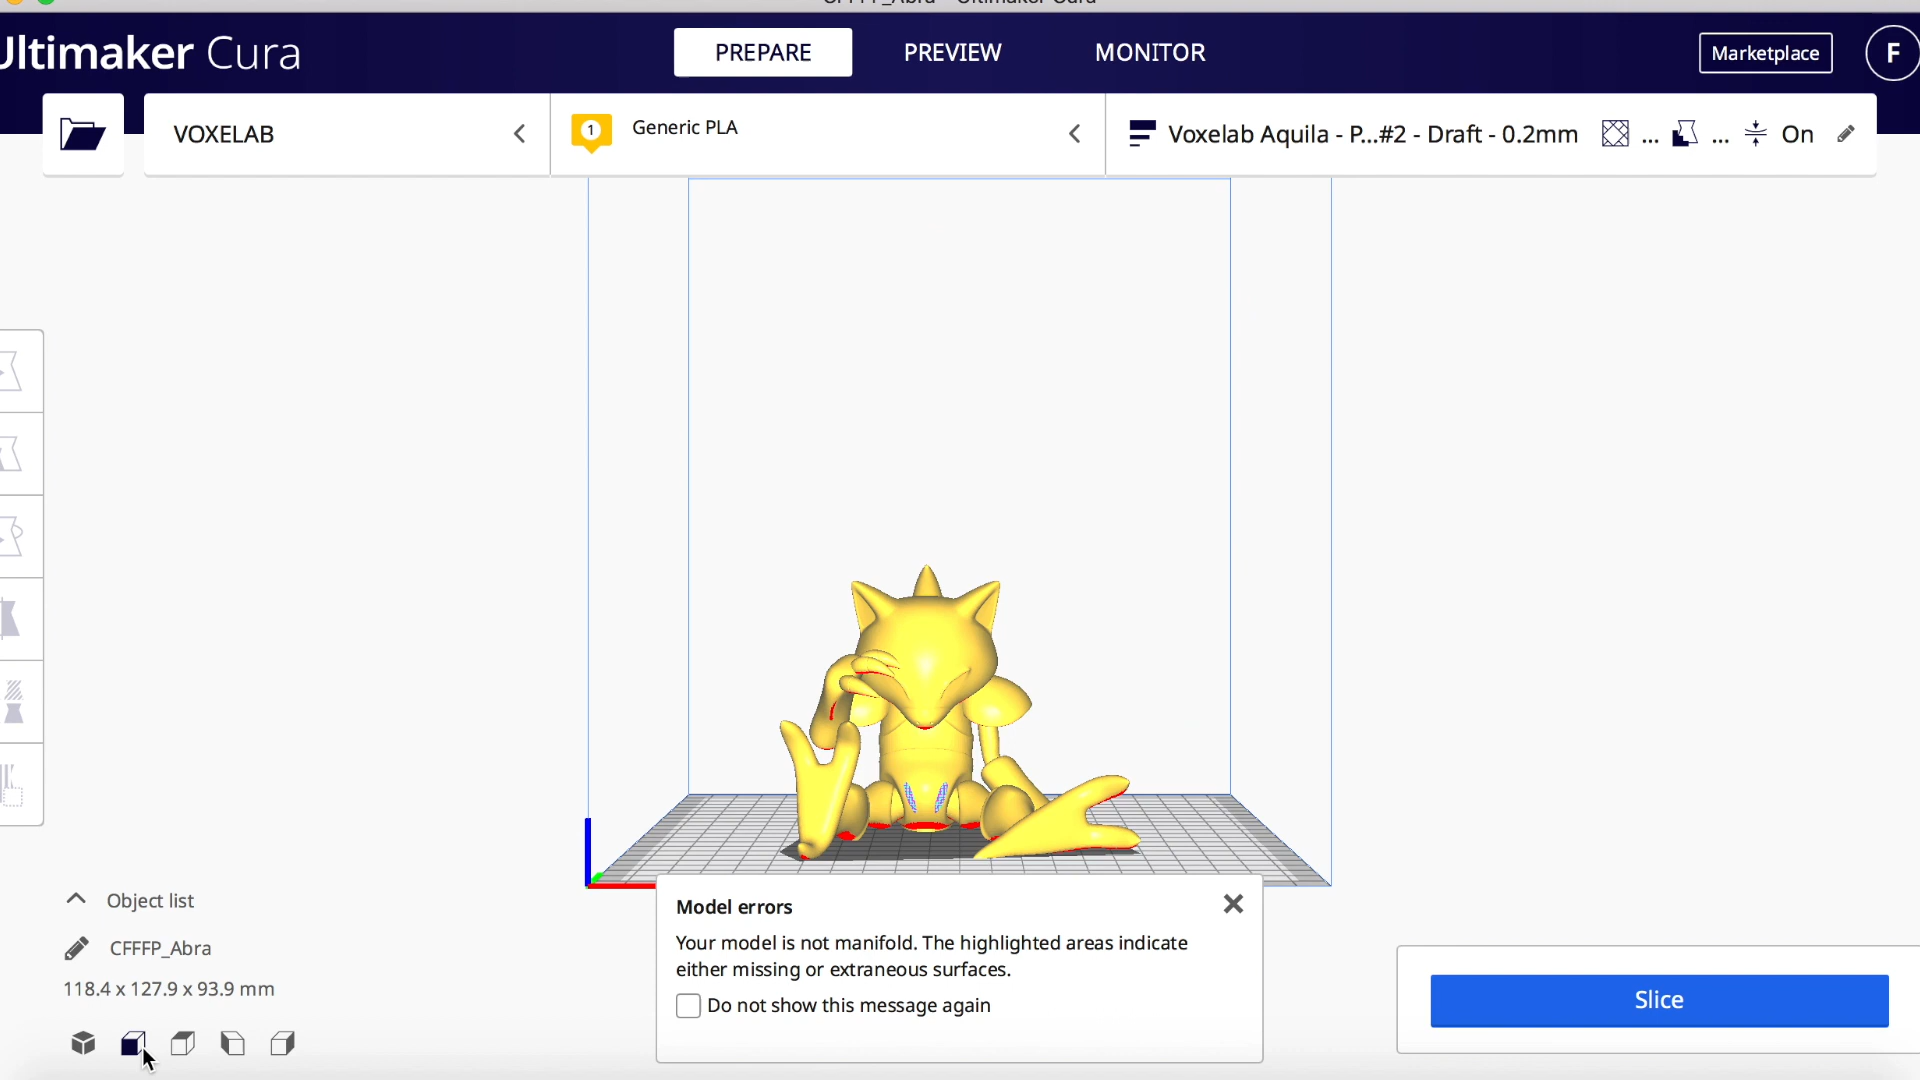 Ultimaker Cura
PREPARE
PREVIEW
MONITOR
Marketplace
F
VOXELAB
1
Generic PLA
Voxelab Aquila - P...#2 - Draft - 0.2mm
...
...
On
Object list
CFFFP_Abra
118.4 x 127.9 x 93.9 mm
Model errors
Your model is not manifold. The highlighted areas indicate
either missing or extraneous surfaces.
Do not show this message again
Slice